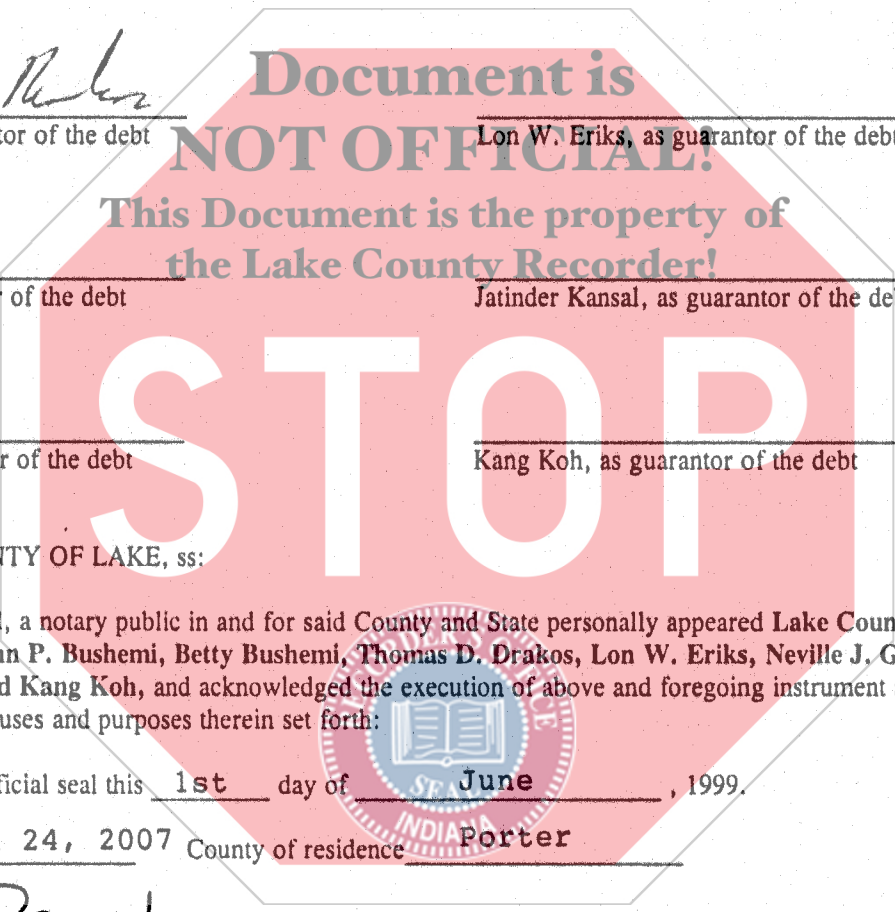 Document is
tor of the debt
Lon W. Eriks, as guarantor of the debt
NOT OFFICIAL!
This Document is the property of
the Lake County Recorder!
r of the debt
Jatinder Kansal, as guarantor of the de
STOP
r of the debt
Kang Koh, as guarantor of the debt
NTY OF LAKE, ss:
, a notary public in and for said County and State personally appeared Lake Coun
nn P. Bushemi, Betty Bushemi, Thomas D. Drakos, Lon W. Eriks, Neville J. G
d Kang Koh, and acknowledged the execution of above and foregoing instrument
uses and purposes therein set forth:
RECORDER'S OFFICE
SEAL
INDIANA
ficial seal this 1st day of June , 1999.
24, 2007 County of residence Porter